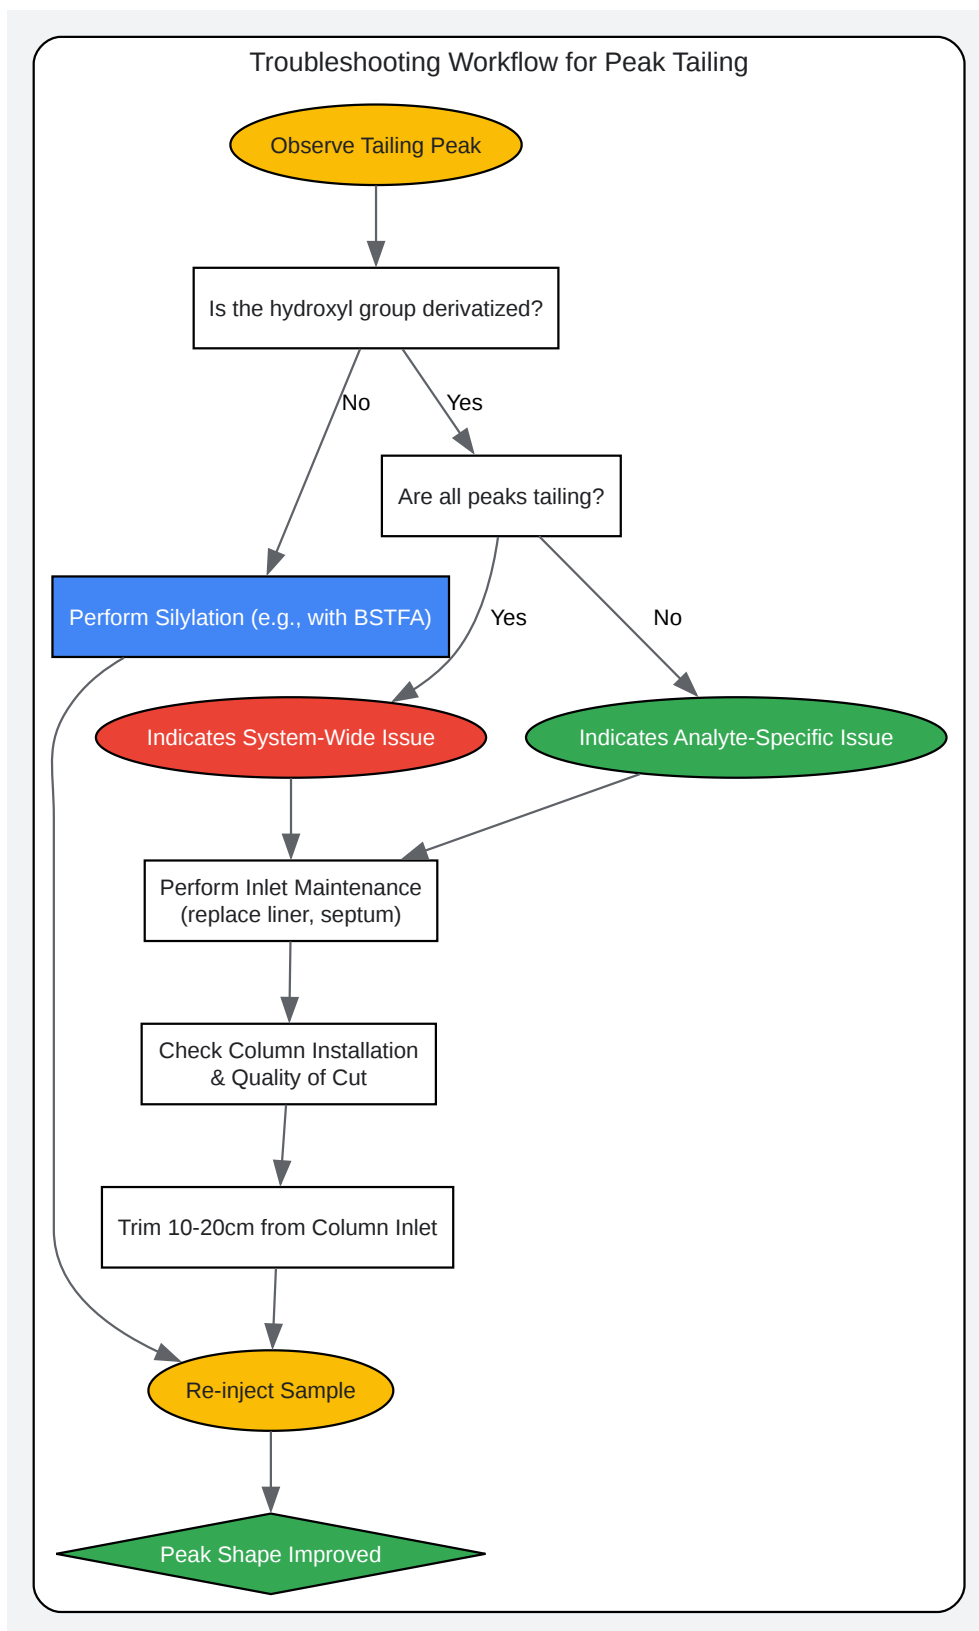 Troubleshooting Workflow for Peak Tailing
Observe Tailing Peak
Is the hydroxyl group derivatized?
No
Yes
Are all peaks tailing?
Perform Silylation (e.g., with BSTFA)
Yes
No
Indicates System-Wide Issue
Indicates Analyte-Specific Issue
Perform Inlet Maintenance
(replace liner, septum)
Check Column Installation
& Quality of Cut
Trim 10-20cm from Column Inlet
Re-inject Sample
Peak Shape Improved